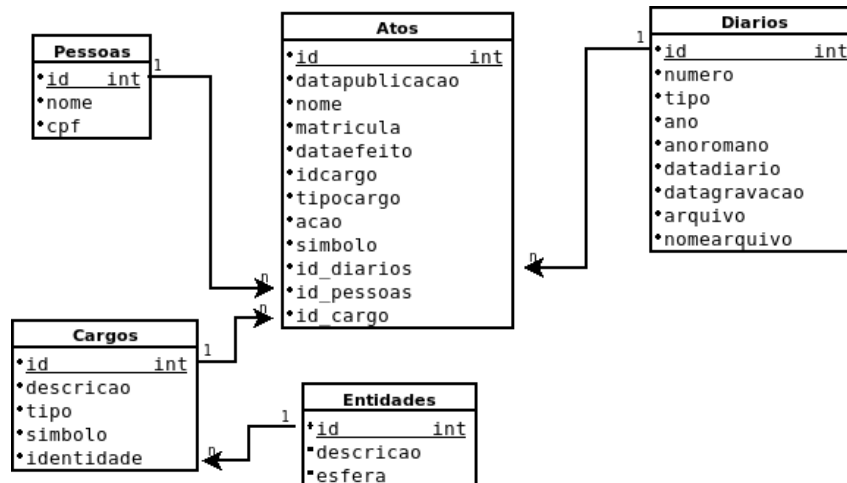 Pessoas
id int
nome
cpf
1
Atos
id int
datapublicacao
nome
matricula
dataefeito
idcargo
tipocargo
acao
simbolo
id_diarios
id_pessoas
id_cargo
n
n
n
Diarios
1
id int
numero
tipo
ano
anoromano
datadiario
datagravacao
arquivo
nomearquivo
Cargos
id int
descricao
tipo
simbolo
identidade
1
n
Entidades
1
id int
descricao
esfera